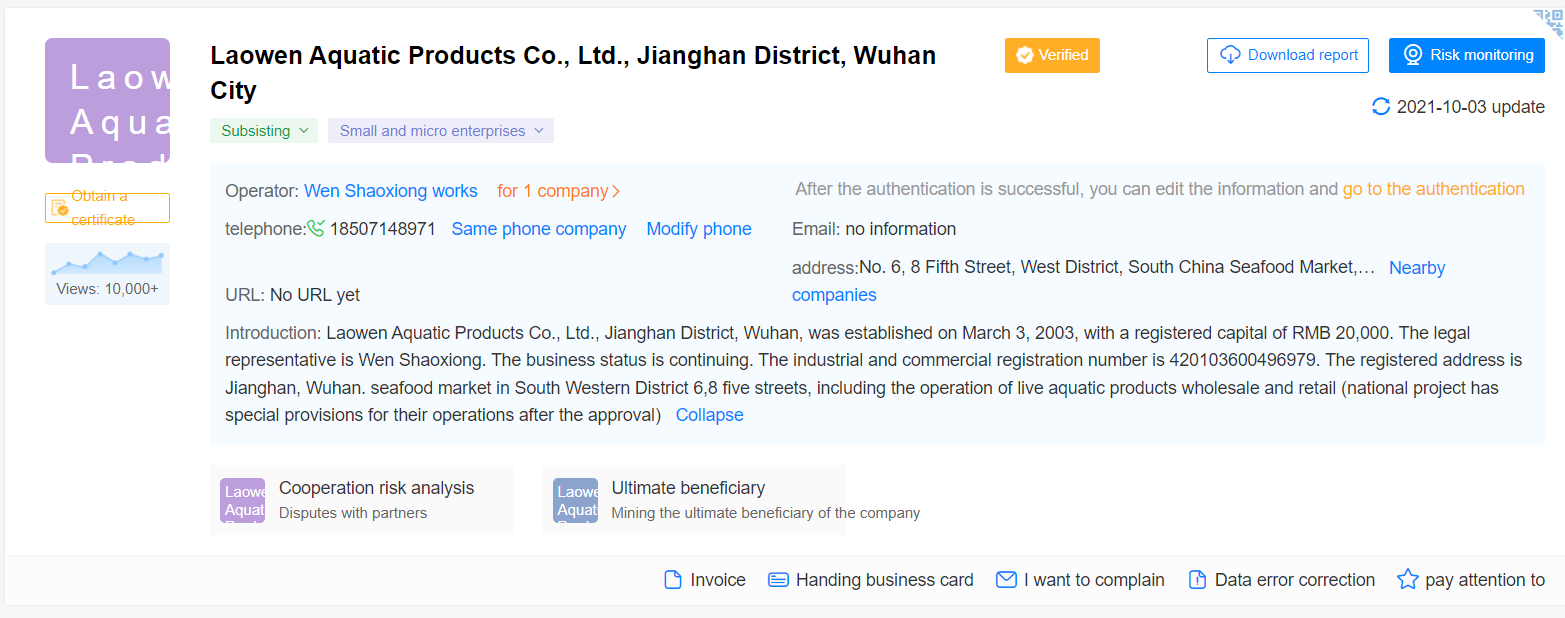 Laowen Aquatic Products Co., Ltd., Jianghan District, Wuhan
City
Verified
Download report
Risk monitoring
2021-10-03 update
Laow
Aqua
Prod
Subsisting
Small and micro enterprises
Obtain a
certificate
Views: 10,000+
Operator: Wen Shaoxiong works for 1 company
After the authentication is successful, you can edit the information and go to the authentication
telephone: 18507148971 Same phone company Modify phone
Email: no information
address:No. 6, 8 Fifth Street, West District, South China Seafood Market,… Nearby
companies
URL: No URL yet
Introduction: Laowen Aquatic Products Co., Ltd., Jianghan District, Wuhan, was established on March 3, 2003, with a registered capital of RMB 20,000. The legal
representative is Wen Shaoxiong. The business status is continuing. The industrial and commercial registration number is 420103600496979. The registered address is
Jianghan, Wuhan. seafood market in South Western District 6,8 five streets, including the operation of live aquatic products wholesale and retail (national project has
special provisions for their operations after the approval) Collapse
Laowe
Aquat
Cooperation risk analysis
Disputes with partners
Laowe
Aquat
Ultimate beneficiary
Mining the ultimate beneficiary of the company
Invoice
Handing business card
I want to complain
Data error correction
pay attention to